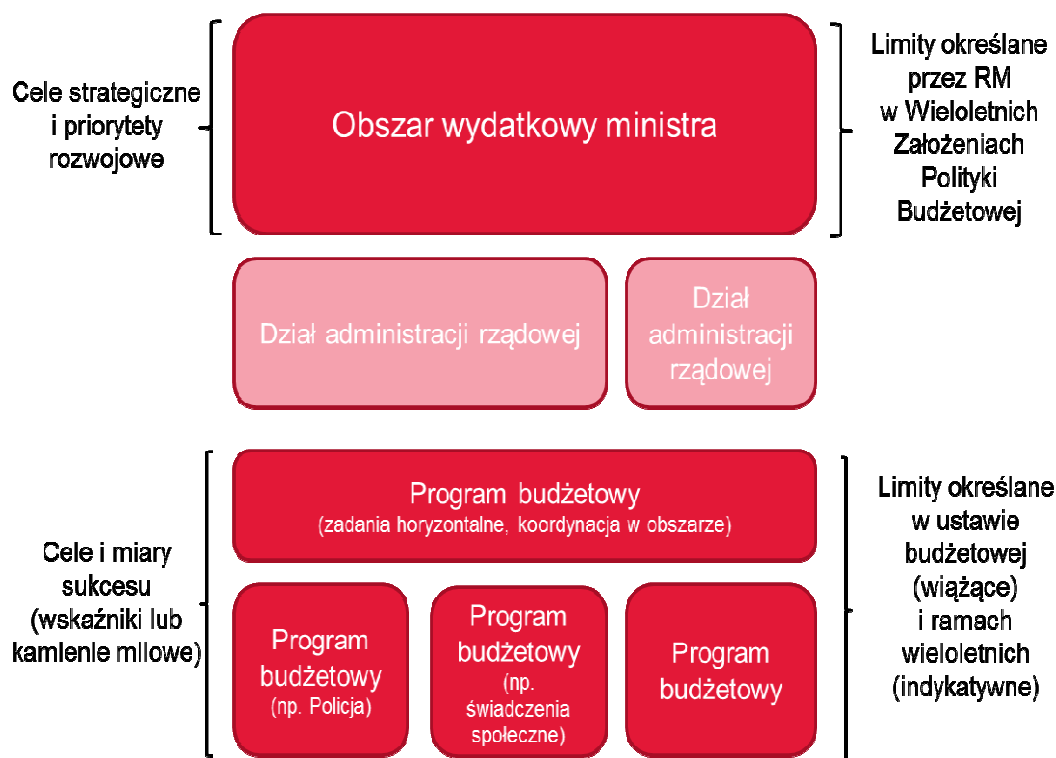 Cele strategiczne
i priorytety
rozwojowe
Obszar wydatkowy ministra
Limity określane
przez RM
w Wieloletnich
Założeniach
Polityki
Budżetowej
Dział administracji rządowej
Dział
administracji
rządowej
Cele i miary
sukcesu
(wskaźniki lub
kamienie milowe)
Program budżetowy
(zadania horyzontalne, koordynacja w obszarze)
Program
budżetowy
(np. Policja)
Program
budżetowy
(np.
świadczenia
społeczne)
Program
budżetowy
Limity określane
w ustawie
budżetowej
(wiążące)
i ramach
wieloletnich
(indykatywne)